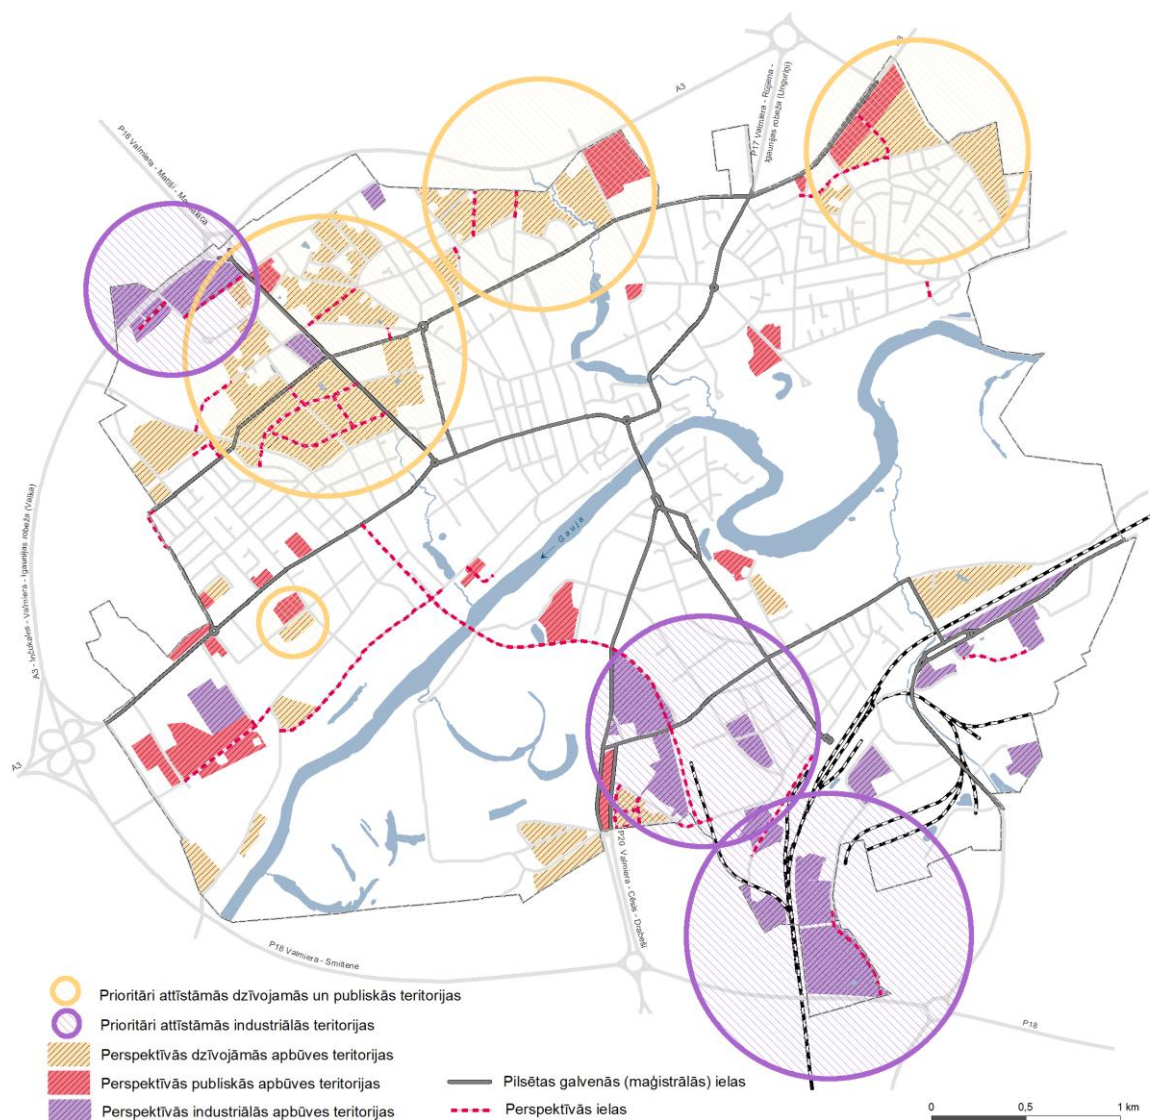 A3
A3
P16 Valmiera - Matīši - Mazsalaca
P17 Valmiera - Rūjiena -
Igaunijas robeža (Unguriņi)
A3 - Inčukalns - Valmiera - Igaunijas robeža (Valka)
Gauja
A3
P20 Valmiera - Cēsis - Drabeši
P18 Valmiera - Smiltene
P18
Prioritāri attīstāmās dzīvojamās un publiskās teritorijas
Prioritāri attīstāmās industriālās teritorijas
Perspektīvās dzīvojāmās apbūves teritorijas
Perspektīvās publiskās apbūves teritorijas
Pilsētas galvenās (maģistrālās) ielas
Perspektīvās industriālās apbūves teritorijas
Perspektīvās ielas
0 0,5 1 km